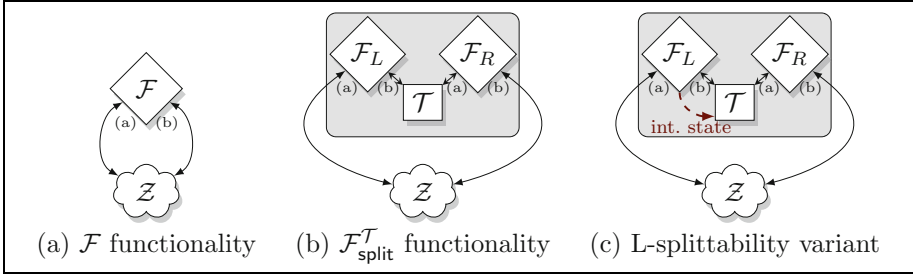 F
(a) (b)
Z
(a) F functionality
F_L F_R
(a) (b) (a) (b)
T
Z
(b) F^T_split functionality
F_L F_R
(a) (b) (a) (b)
T
int. state
Z
(c) L-splittability variant